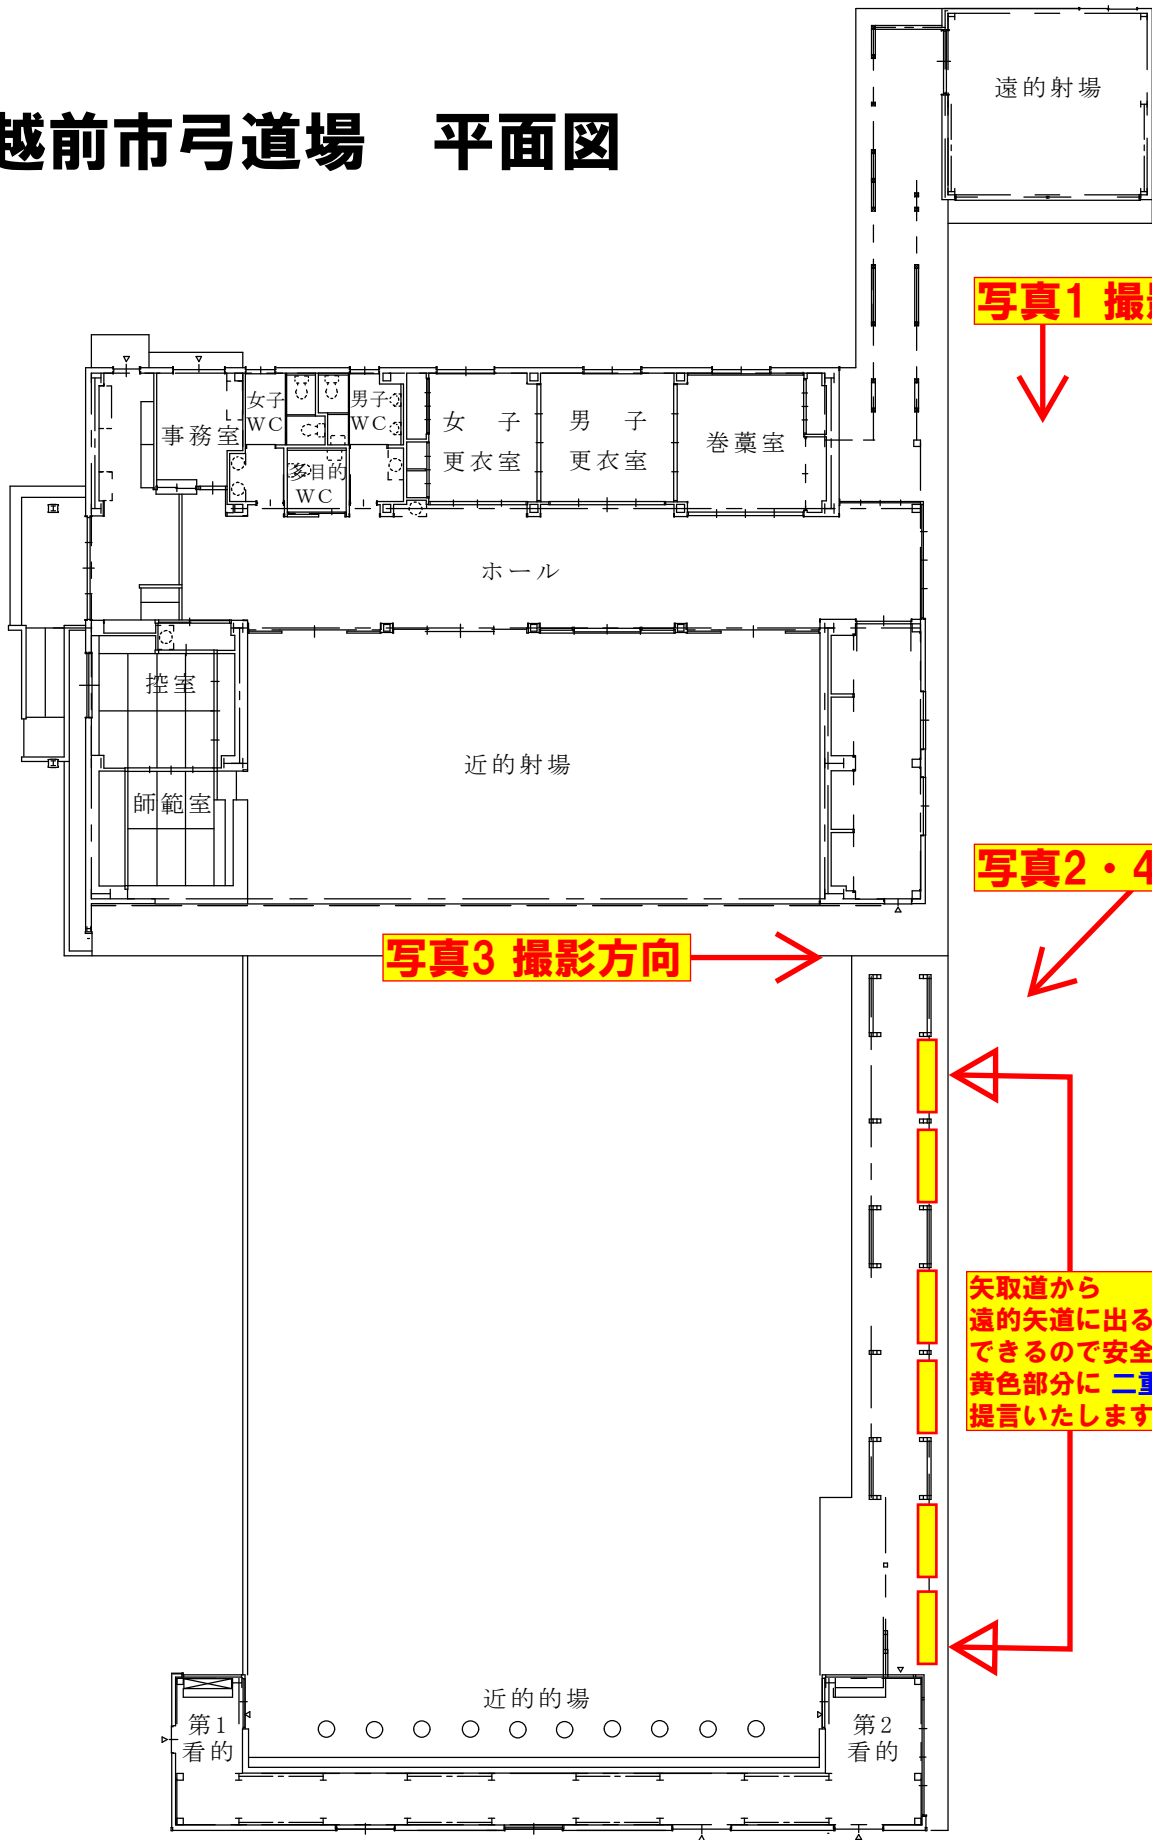 越前市弓道場 平面図
遠的射場
写真1 撮影
事務室
女子
WC
男子
WC
多目的
WC
女 子
更衣室
男 子
更衣室
巻藁室
ホール
控室
師範室
近的射場
写真2・4
写真3 撮影方向
矢取道から
遠的矢道に出る
できるので安全
黄色部分に 二重
提言いたします
近的的場
第1
看的
第2
看的